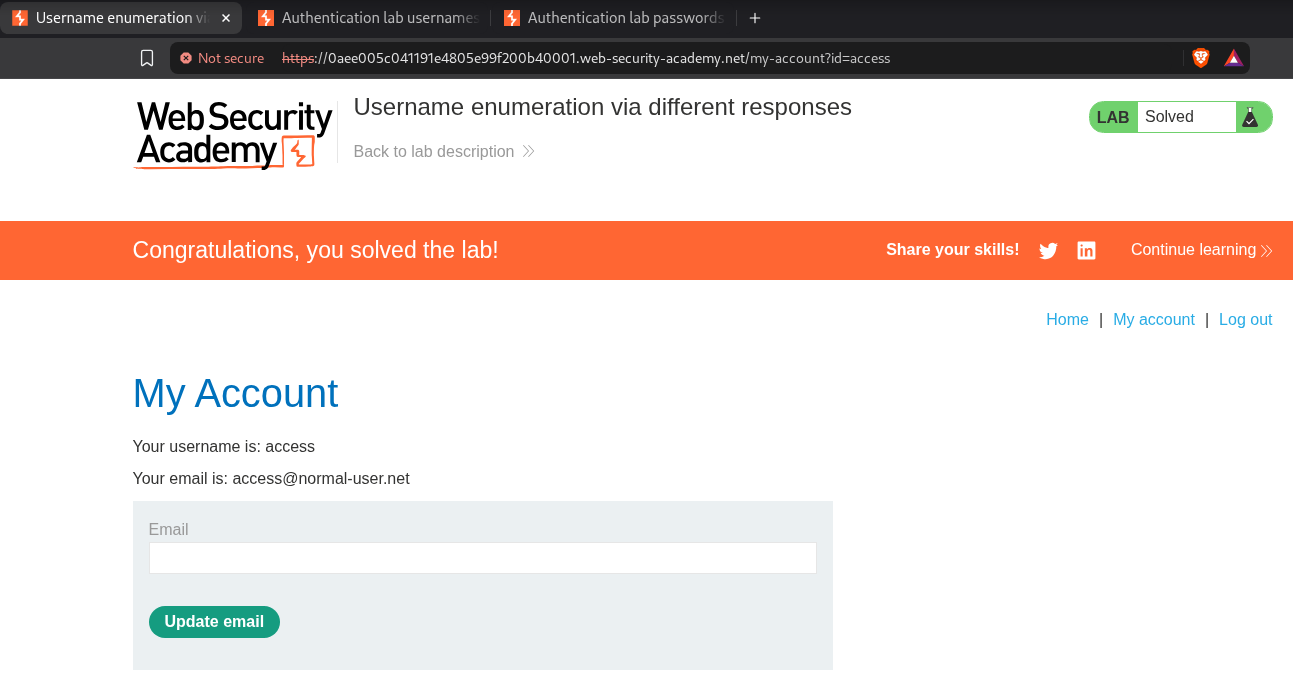 Username enumeration vi
Authentication lab usernames
Authentication lab passwords
Not secure https://0aee005c041191e4805e99f200b40001.web-security-academy.net/my-account?id=access
Web Security
Academy
Username enumeration via different responses
Back to lab description
LAB Solved
Congratulations, you solved the lab!
Share your skills!
Continue learning
Home | My account | Log out
My Account
Your username is: access
Your email is: access@normal-user.net
Email
Update email